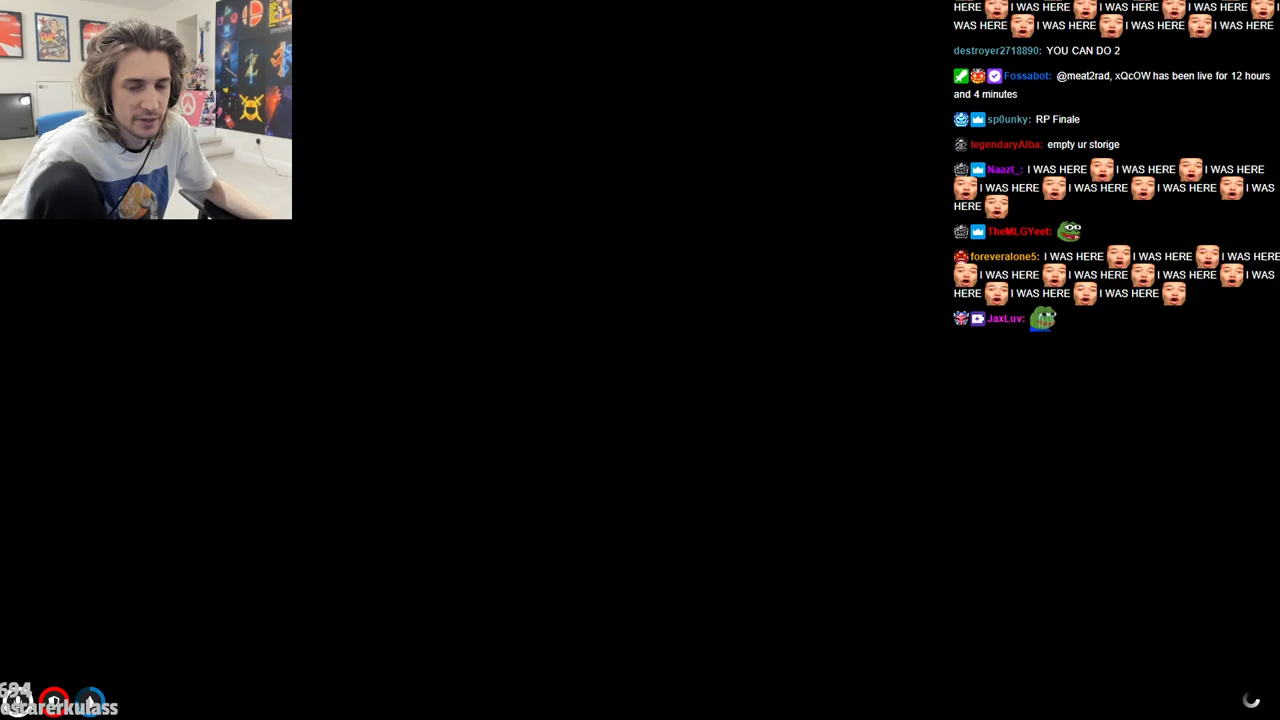 HERE I WAS HERE I WAS HERE I WAS HERE I
WAS HERE I WAS HERE I WAS HERE I WAS HERE
destroyer2718890: YOU CAN DO 2
Fossabot: @meat2rad, xQcOW has been live for 12 hours
and 4 minutes
sp0unky: RP Finale
legendaryAlba: empty ur storige
Naazt_: I WAS HERE I WAS HERE I WAS HERE
I WAS HERE I WAS HERE I WAS HERE I WAS
HERE
TheMLGYeet:
foreveralone5: I WAS HERE I WAS HERE I WAS HERE
I WAS HERE I WAS HERE I WAS HERE I WAS
HERE I WAS HERE I WAS HERE
JaxLuv:
694
oscarerkulass